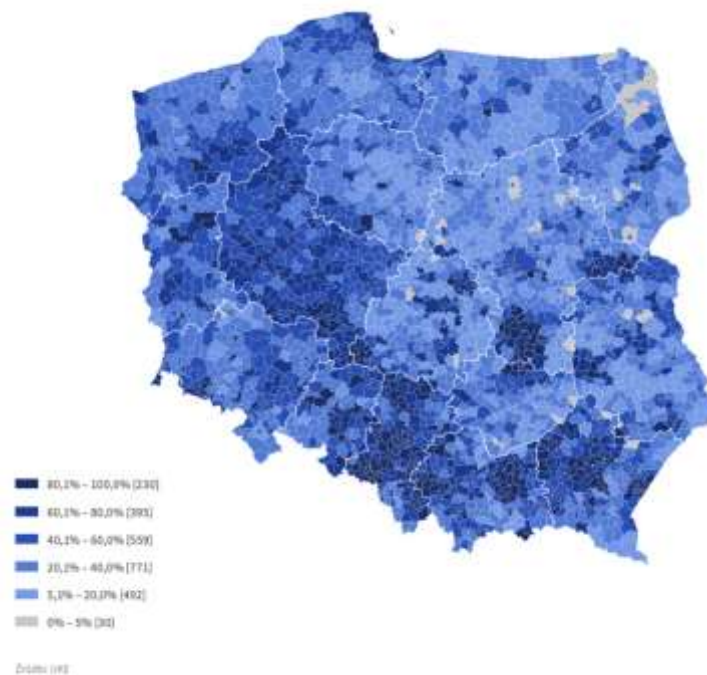 80,1% – 100,0% [230]
60,1% – 80,0% [395]
40,1% – 60,0% [559]
20,1% – 40,0% [771]
5,1% – 20,0% [492]
0% – 5% [30]